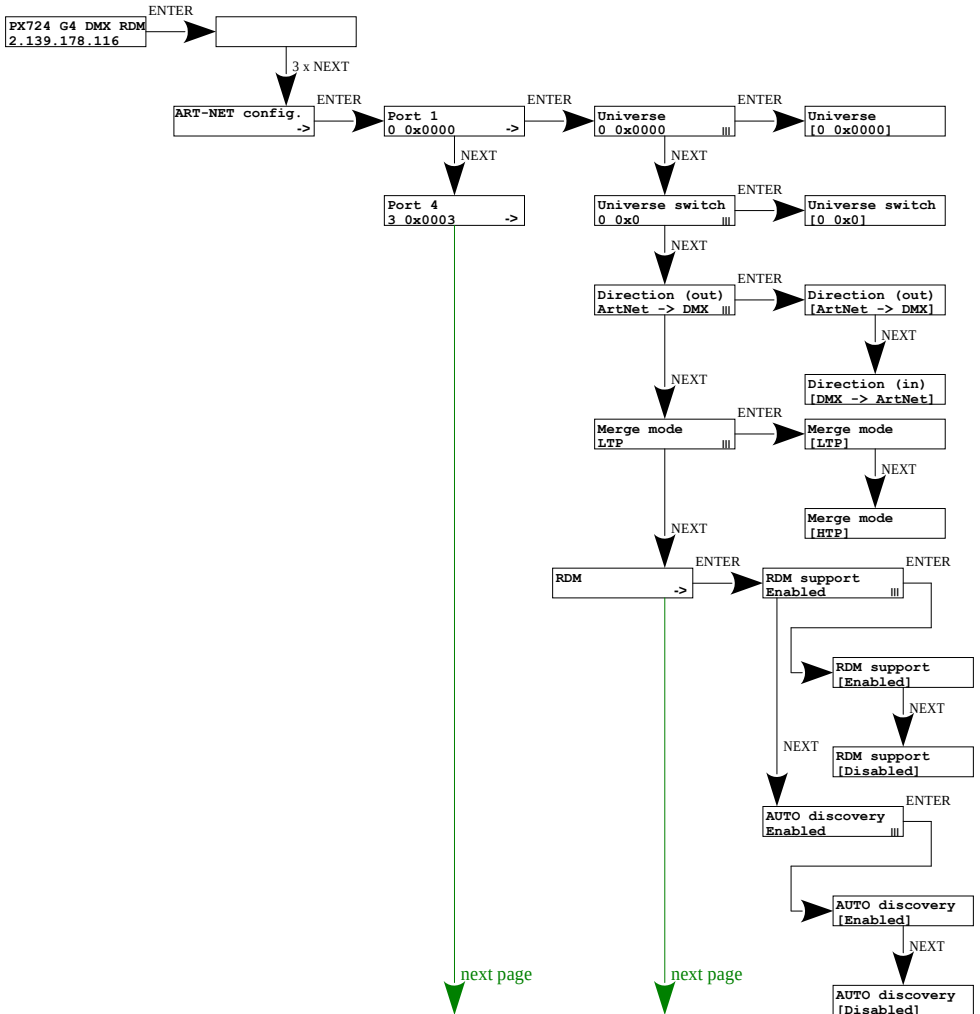 ENTER
PX724 G4 DMX RDM
2.139.178.116
3 x NEXT
ART-NET config.
->
ENTER
Port 1
0 0x0000 ->
ENTER
Universe
0 0x0000
ENTER
Universe
[0 0x0000]
NEXT
NEXT
Port 4
3 0x0003 ->
Universe switch
0 0x0
ENTER
Universe switch
[0 0x0]
NEXT
Direction (out)
ArtNet -> DMX
ENTER
Direction (out)
[ArtNet -> DMX]
NEXT
Direction (in)
[DMX -> ArtNet]
NEXT
Merge mode
LTP
ENTER
Merge mode
[LTP]
NEXT
Merge mode
[HTP]
NEXT
RDM
->
ENTER
RDM support
Enabled
ENTER
RDM support
[Enabled]
NEXT
RDM support
[Disabled]
NEXT
AUTO discovery
Enabled
ENTER
AUTO discovery
[Enabled]
NEXT
AUTO discovery
[Disabled]
next page
next page